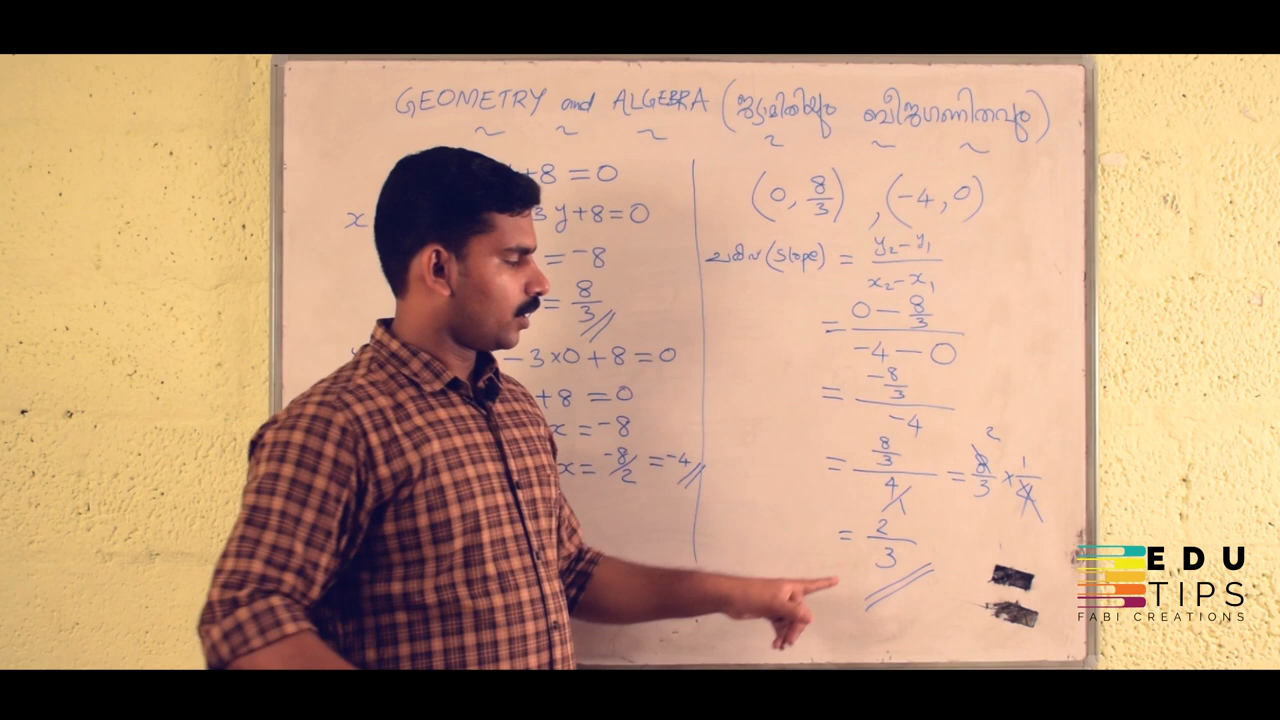 GEOMETRY and ALGEBRA (ജ്യാമിതിയും ബീജഗണിതവും)
+8 = 0
x
3y+8=0
= -8
= 8/3
-3×0+8=0
+8 = 0
x = -8
x = -8/2 = -4
(0, 8/3), (-4, 0)
ചരിവ് (slope) = y₂-y₁/x₂-x₁
= 0 - 8/3 / -4 - 0
= -8/3 / -4
= 8/3 / 4 = 8/3 × 1/4
2
= 2/3
EDU
TIPS
FABI CREATIONS